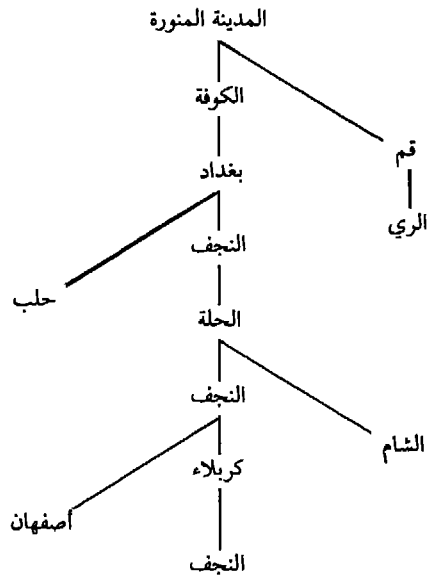 المدينة المنورة
الكوفة
قم
بغداد
الري
النجف
حلب
الحلة
النجف
الشام
كربلاء
أصفهان
النجف